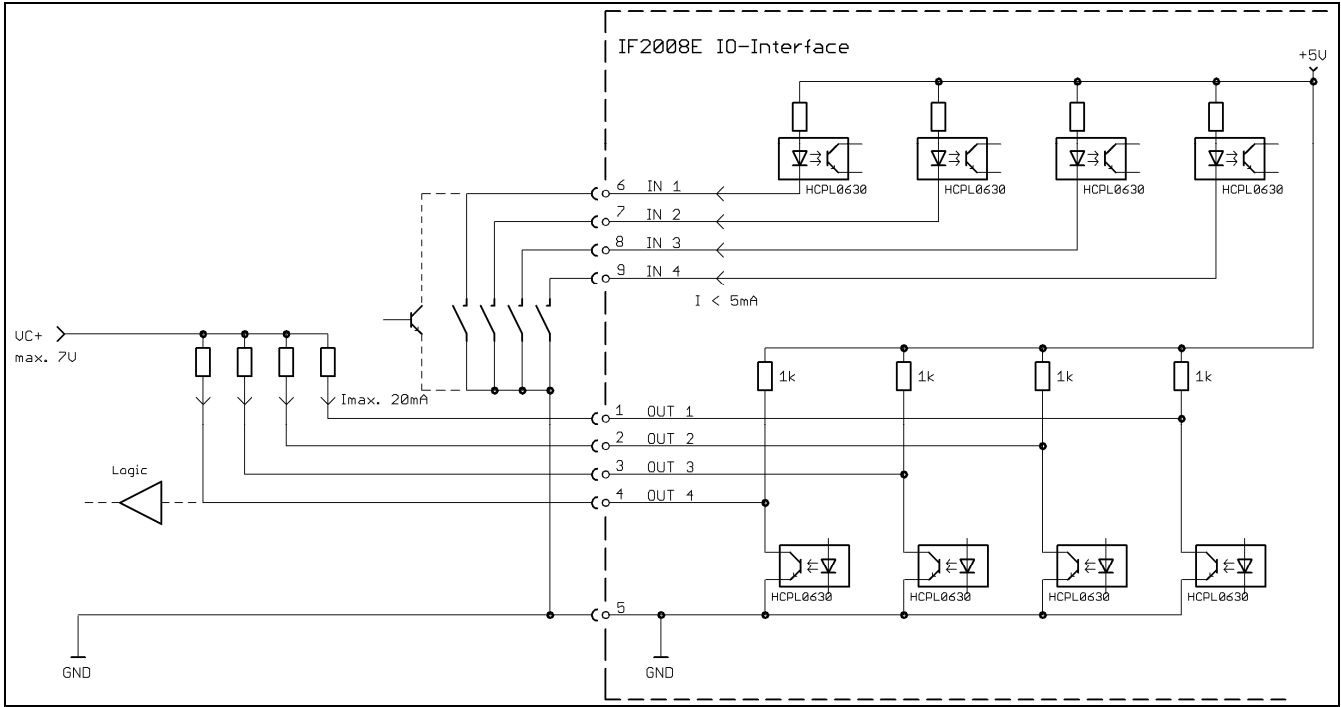 IF2008E IO-Interface
+5V
HCPL0630
HCPL0630
HCPL0630
HCPL0630
6 IN 1
7 IN 2
8 IN 3
9 IN 4
I < 5mA
VC+
max. 7V
Imax. 20mA
1k
1k
1k
1k
1 OUT 1
2 OUT 2
3 OUT 3
4 OUT 4
Logic
HCPL0630
HCPL0630
HCPL0630
HCPL0630
5
GND
GND